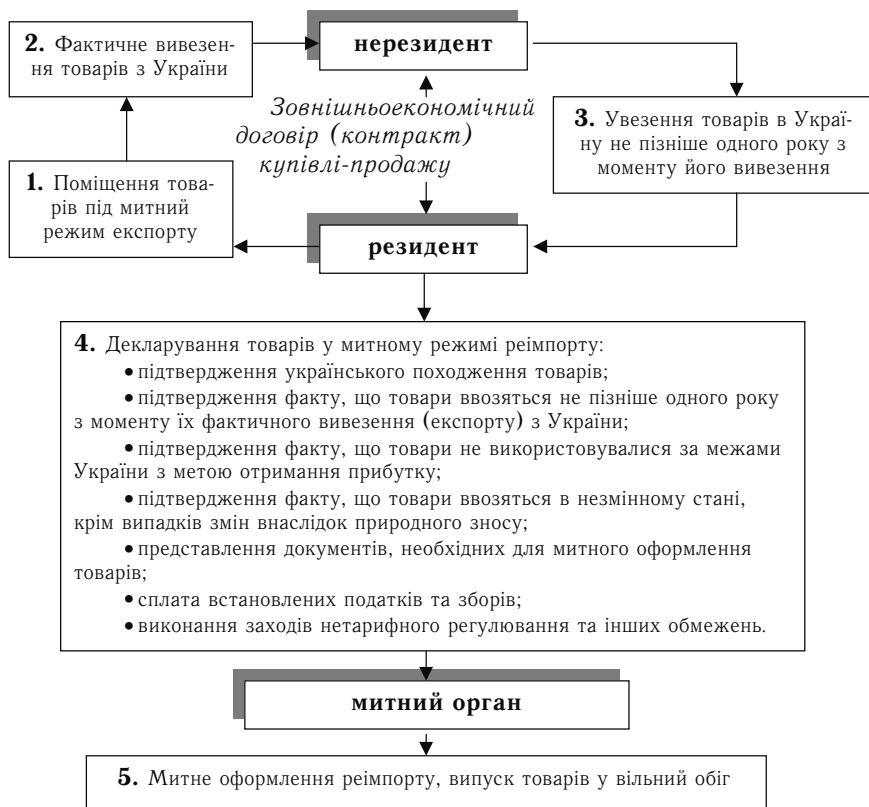 2. Фактичне вивезен-
ня товарів з України
нерезидент
Зовнішньоекономічний
договір (контракт)
купівлі-продажу
3. Увезення товарів в Украї-
ну не пізніше одного року з
моменту його вивезення
1. Поміщення това-
рів під митний
режим експорту
резидент
4. Декларування товарів у митному режимі реімпорту:
•підтвердження українського походження товарів;
•підтвердження факту, що товари ввозяться не пізніше одного року
з моменту їх фактичного вивезення (експорту) з України;
•підтвердження факту, що товари не використовувалися за межами
України з метою отримання прибутку;
•підтвердження факту, що товари ввозяться в незмінному стані,
крім випадків змін внаслідок природного зносу;
•представлення документів, необхідних для митного оформлення
товарів;
•сплата встановлених податків та зборів;
•виконання заходів нетарифного регулювання та інших обмежень.
митний орган
5. Митне оформлення реімпорту, випуск товарів у вільний обіг